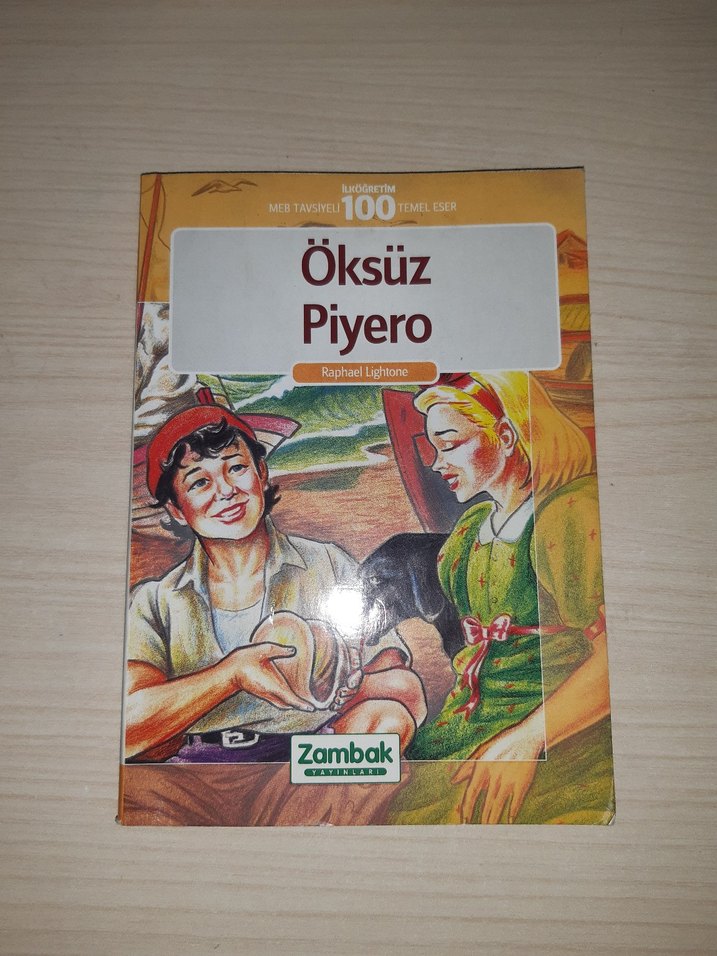 İLKÖĞRETİM
MEB TAVSİYELİ 100 TEMEL ESER
Öksüz
Piyero
Raphael Lightone
Zambak
YAYINLARI